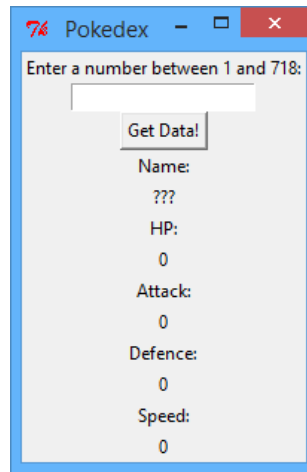 Pokedex
Enter a number between 1 and 718:
Get Data!
Name:
???
HP:
0
Attack:
0
Defence:
0
Speed:
0